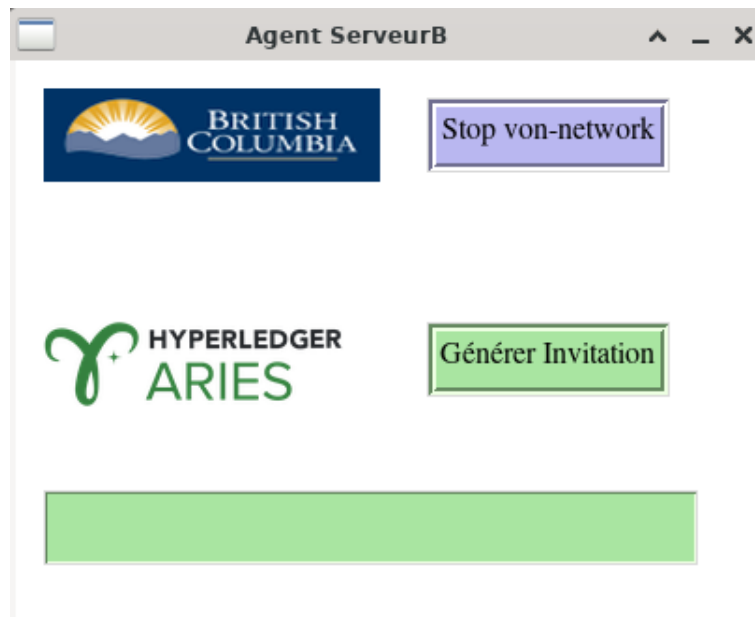 Agent ServeurB
BRITISH
COLUMBIA
Stop von-network
HYPERLEDGER
ARIES
Générer Invitation